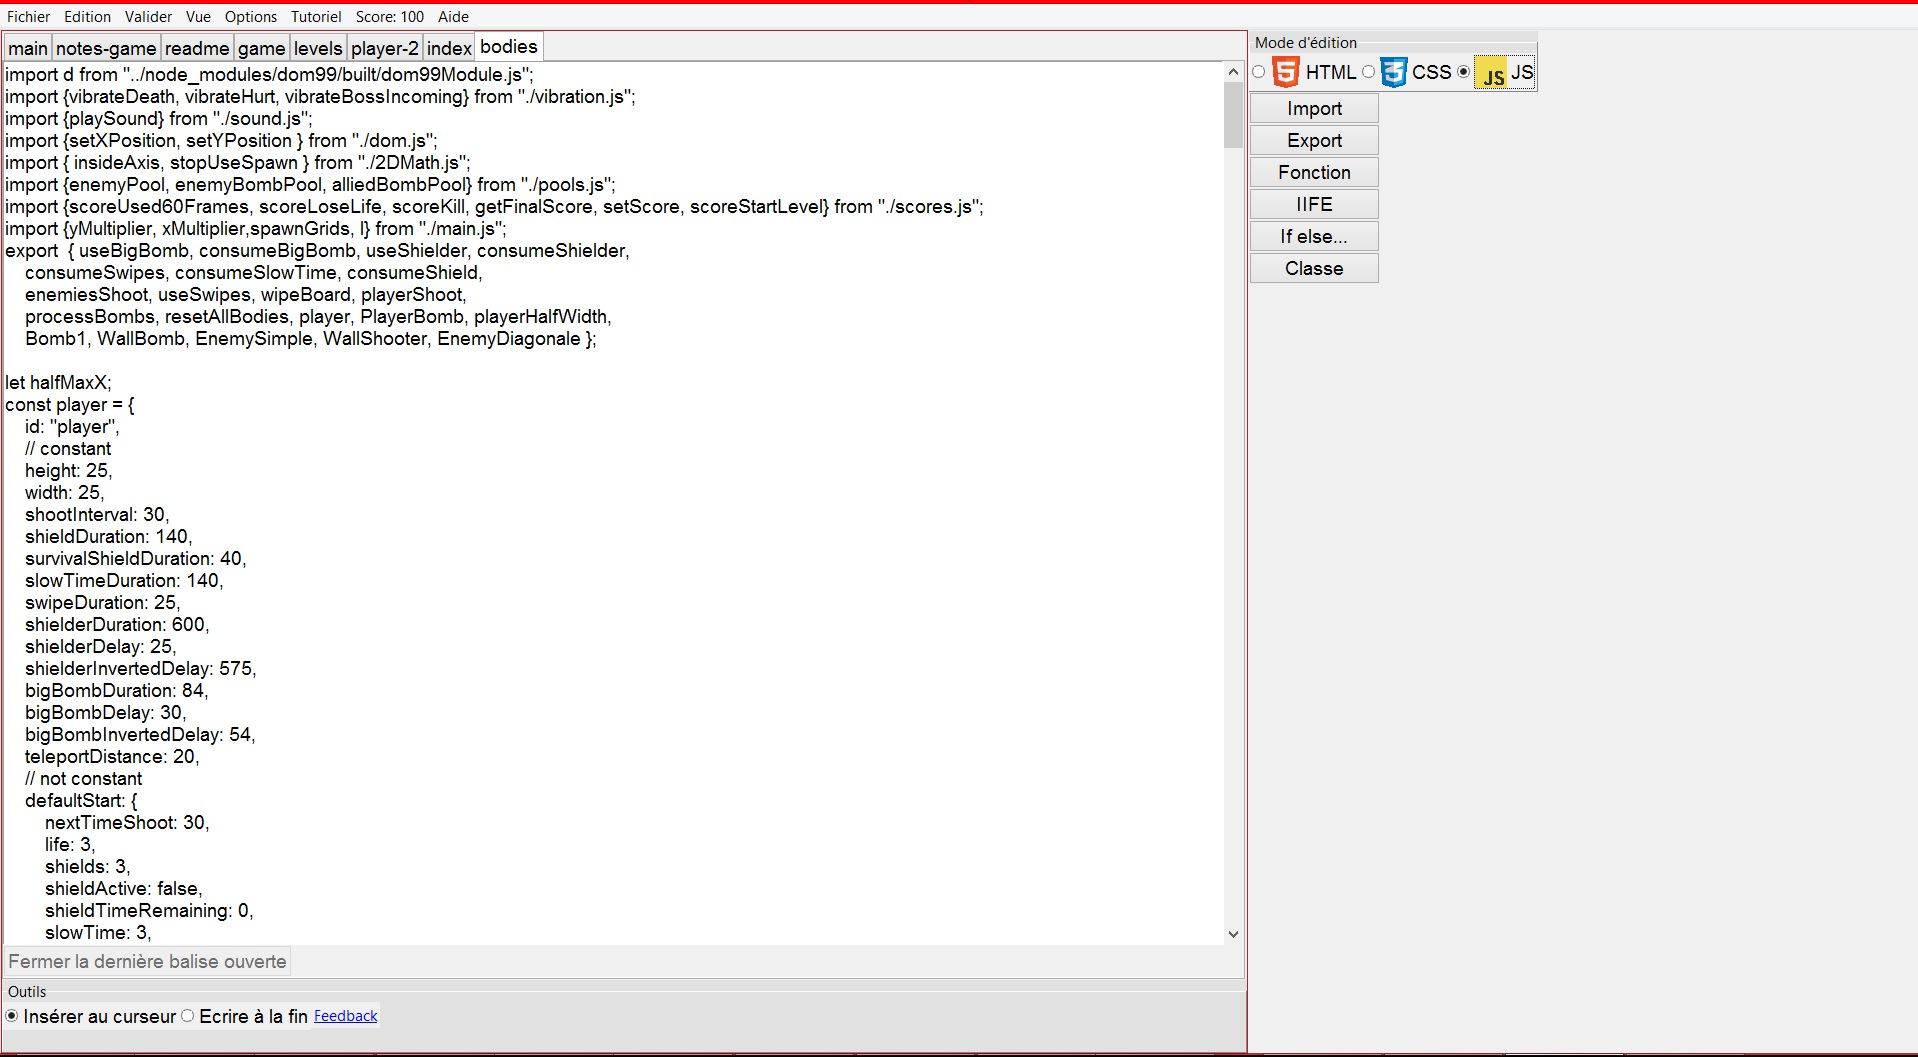 Fichier Edition Valider Vue Options Tutoriel Score: 100 Aide
main notes-game readme game levels player-2 index bodies
import d from "../node_modules/dom99/built/dom99Module.js";
import {vibrateDeath, vibrateHurt, vibrateBossIncoming} from "./vibration.js";
import {playSound} from "./sound.js";
import {setXPosition, setYPosition } from "./dom.js";
import { insideAxis, stopUseSpawn } from "./2DMath.js";
import {enemyPool, enemyBombPool, alliedBombPool} from "./pools.js";
import {scoreUsed60Frames, scoreLoseLife, scoreKill, getFinalScore, setScore, scoreStartLevel} from "./scores.js";
import {yMultiplier, xMultiplier,spawnGrids, l} from "./main.js";
export  { useBigBomb, consumeBigBomb, useShielder, consumeShielder,
    consumeSwipes, consumeSlowTime, consumeShield,
    enemiesShoot, useSwipes, wipeBoard, playerShoot,
    processBombs, resetAllBodies, player, PlayerBomb, playerHalfWidth,
    Bomb1, WallBomb, EnemySimple, WallShooter, EnemyDiagonale };
let halfMaxX;
const player = {
    id: "player",
    // constant
    height: 25,
    width: 25,
    shootInterval: 30,
    shieldDuration: 140,
    survivalShieldDuration: 40,
    slowTimeDuration: 140,
    swipeDuration: 25,
    shielderDuration: 600,
    shielderDelay: 25,
    shielderInvertedDelay: 575,
    bigBombDuration: 84,
    bigBombDelay: 30,
    bigBombInvertedDelay: 54,
    teleportDistance: 20,
    // not constant
    defaultStart: {
        nextTimeShoot: 30,
        life: 3,
        shields: 3,
        shieldActive: false,
        shieldTimeRemaining: 0,
        slowTime: 3,
Fermer la dernière balise ouverte
Outils
Insérer au curseur Ecrire à la fin Feedback
Mode d'édition
5 HTML 3 CSS JS JS
Import
Export
Fonction
IIFE
If else...
Classe